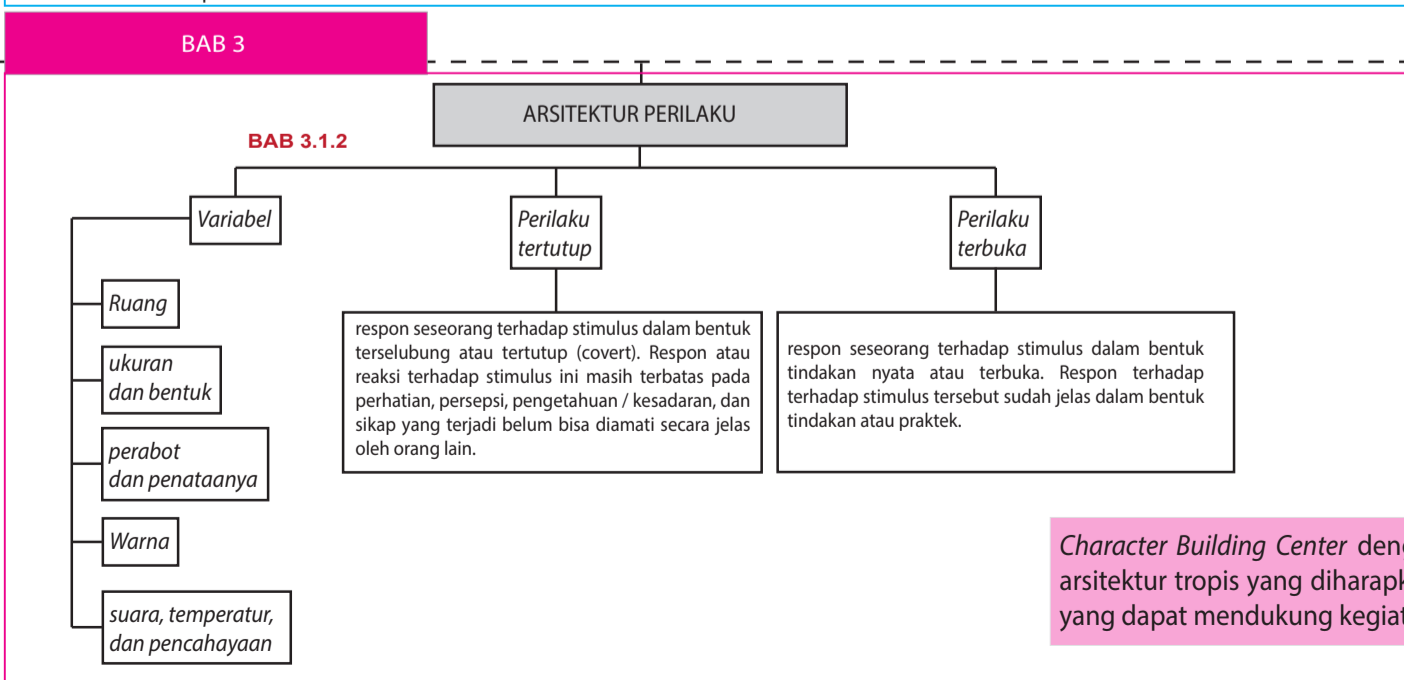 BAB 3
ARSITEKTUR PERILAKU
BAB 3.1.2
Variabel
Ruang
ukuran
dan bentuk
perabot
dan penataanya
Warna
suara, temperatur,
dan pencahayaan
Perilaku
tertutup
respon seseorang terhadap stimulus dalam bentuk
terselubung atau tertutup (covert). Respon atau
reaksi terhadap stimulus ini masih terbatas pada
perhatian, persepsi, pengetahuan / kesadaran, dan
sikap yang terjadi belum bisa diamati secara jelas
oleh orang lain.
Perilaku
terbuka
respon seseorang terhadap stimulus dalam bentuk
tindakan nyata atau terbuka. Respon terhadap
terhadap stimulus tersebut sudah jelas dalam bentuk
tindakan atau praktek.
Character Building Center
arsitektur tropis yang
yang dapat mendukung